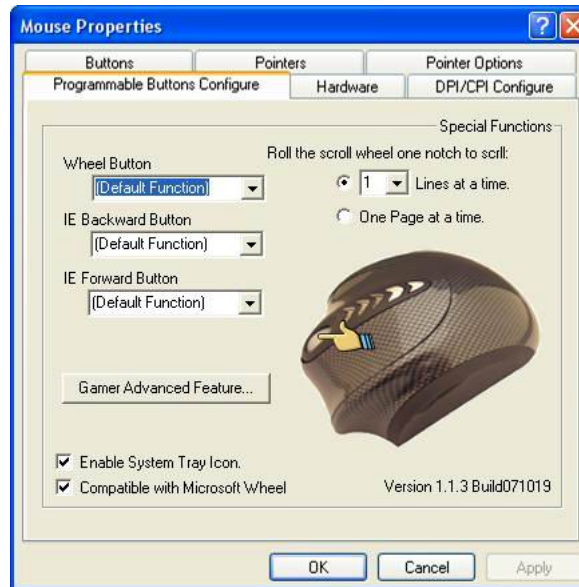 Mouse Properties
Buttons Pointers Pointer Options
Programmable Buttons Configure Hardware DPI/CPI Configure
Special Functions
Wheel Button
(Default Function)
IE Backward Button
(Default Function)
IE Forward Button
(Default Function)
Roll the scroll wheel one notch to scrll:
1 Lines at a time.
One Page at a time.
Gamer Advanced Feature...
Enable System Tray Icon.
Compatible with Microsoft Wheel
Version 1.1.3 Build071019
OK Cancel Apply